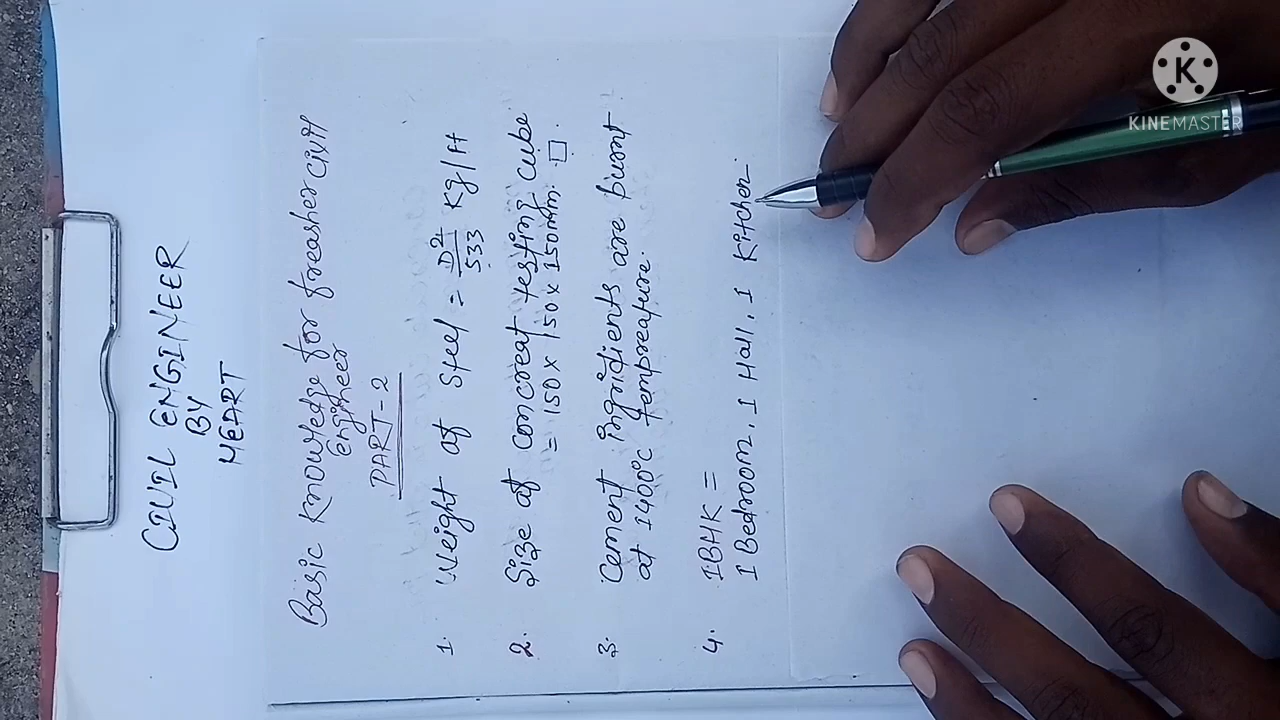 CIVIL ENGINEER
BY
HEART
Basic knowledge for freasher civil
engineer
PART-2
1. Weight of Steel = D²/533 kg/ft
2. Size of concreat testing cube
= 150 x 150 x 150mm.
3. Cement ingridients are burnt
at 1400°c tempreature.
4. 1BHK =
1 Bedroom, 1 Hall, 1 Kitchen.
K
KINEMASTER